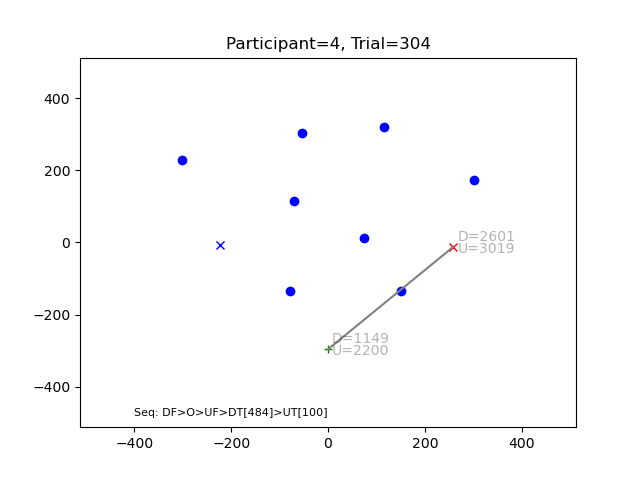 Participant=4, Trial=304
400
200
0
−200
−400
D=2601
U=3019
D=1149
U=2200
Seq: DF>O>UF>DT[484]>UT[100]
−400 −200 0 200 400